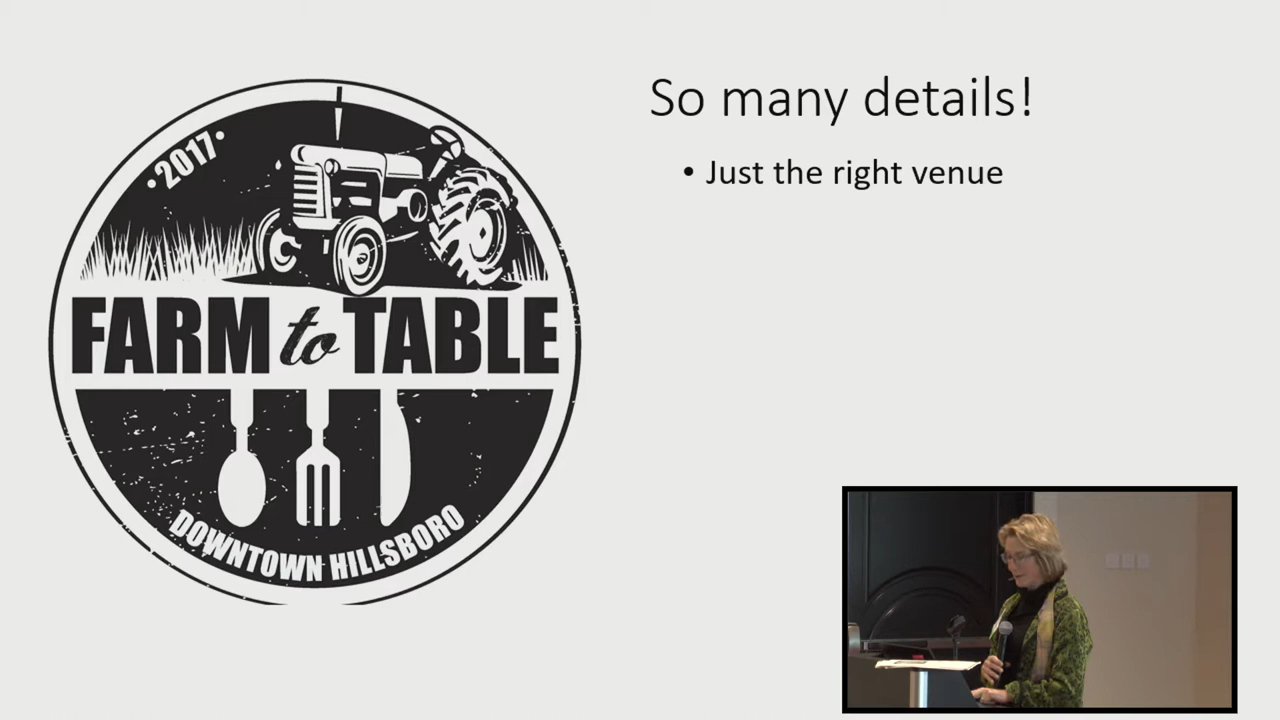 So many details!
• Just the right venue
•2017•
FARM to TABLE
DOWNTOWN HILLSBORO